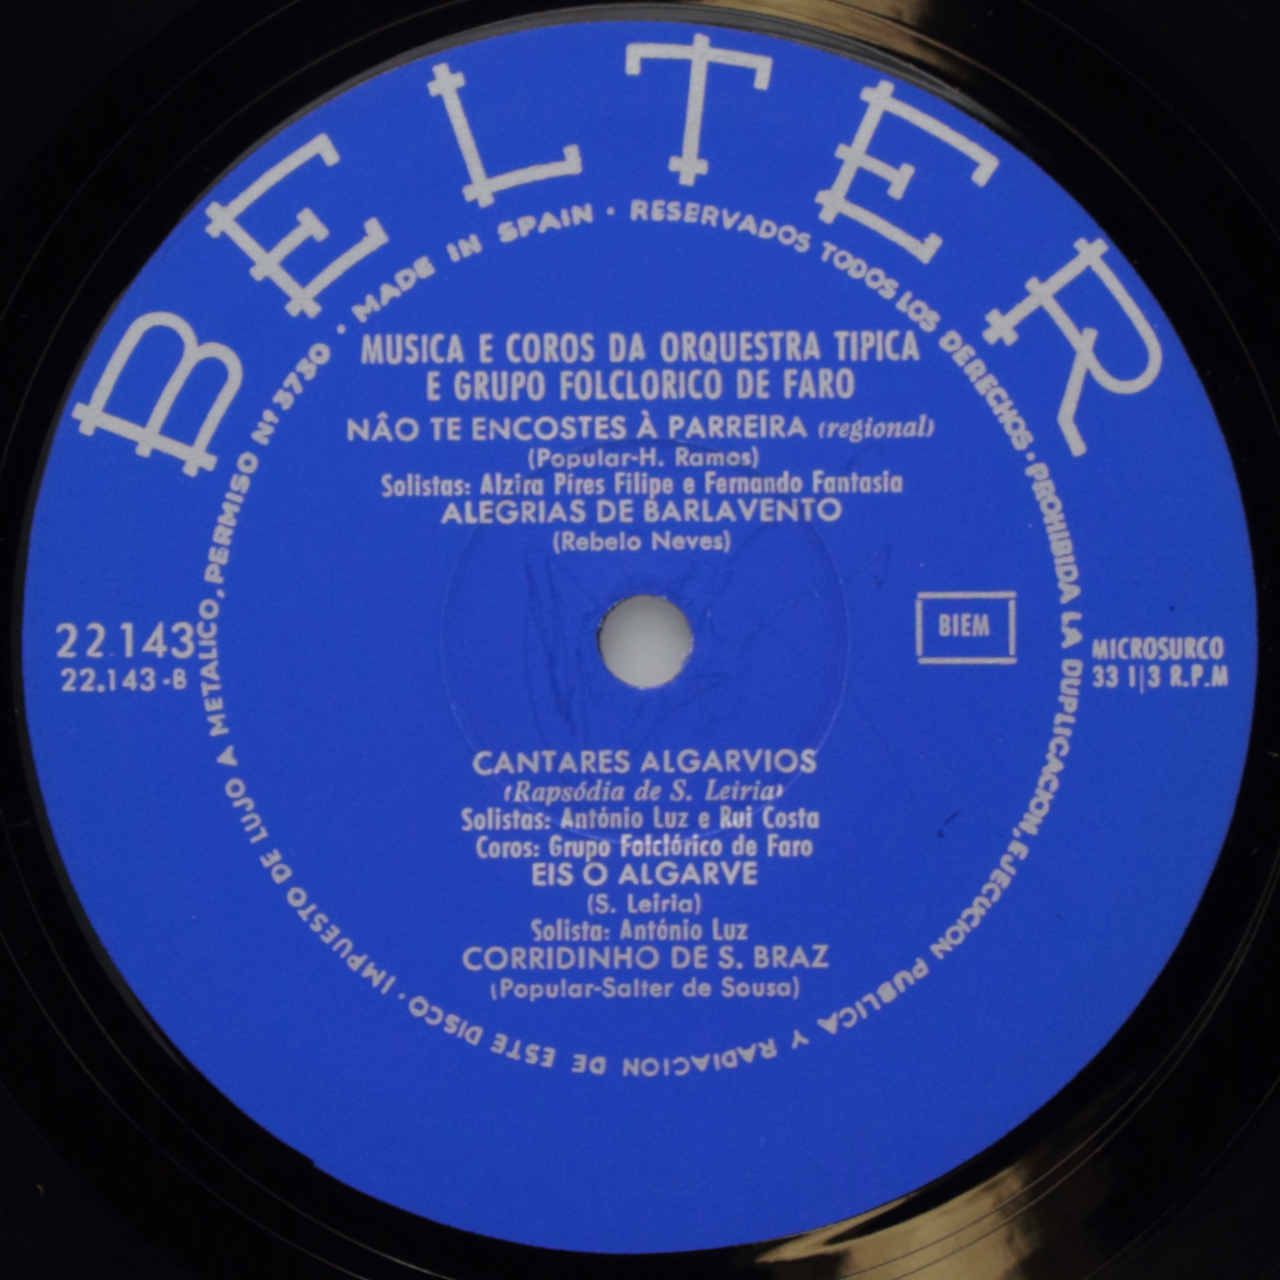 BELTER
IMPUESTO DE LUJO A METALICO, PERMISO Nº 3730 · MADE IN SPAIN · RESERVADOS TODOS LOS DERECHOS · PROHIBIDA LA DUPLICACION, EJECUCION PUBLICA Y RADIACION DE ESTE DISCO ·
MUSICA E COROS DA ORQUESTRA TIPICA
E GRUPO FOLCLORICO DE FARO
NÂO TE ENCOSTES À PARREIRA (regional)
(Popular-H. Ramos)
Solistas: Alzira Píres Filipe e Fernando Fantasia
ALEGRIAS DE BARLAVENTO
(Rebelo Neves)
22.143
22.143-B
BIEM
MICROSURCO
33 1|3 R.P.M
CANTARES ALGARVIOS
(Rapsódia de S. Leiria)
Solistas: António Luz e Rui Costa
Coros: Grupo Folclórico de Faro
EIS O ALGARVE
(S. Leiria)
Solista: António Luz
CORRIDINHO DE S. BRAZ
(Popular-Salter de Sousa)